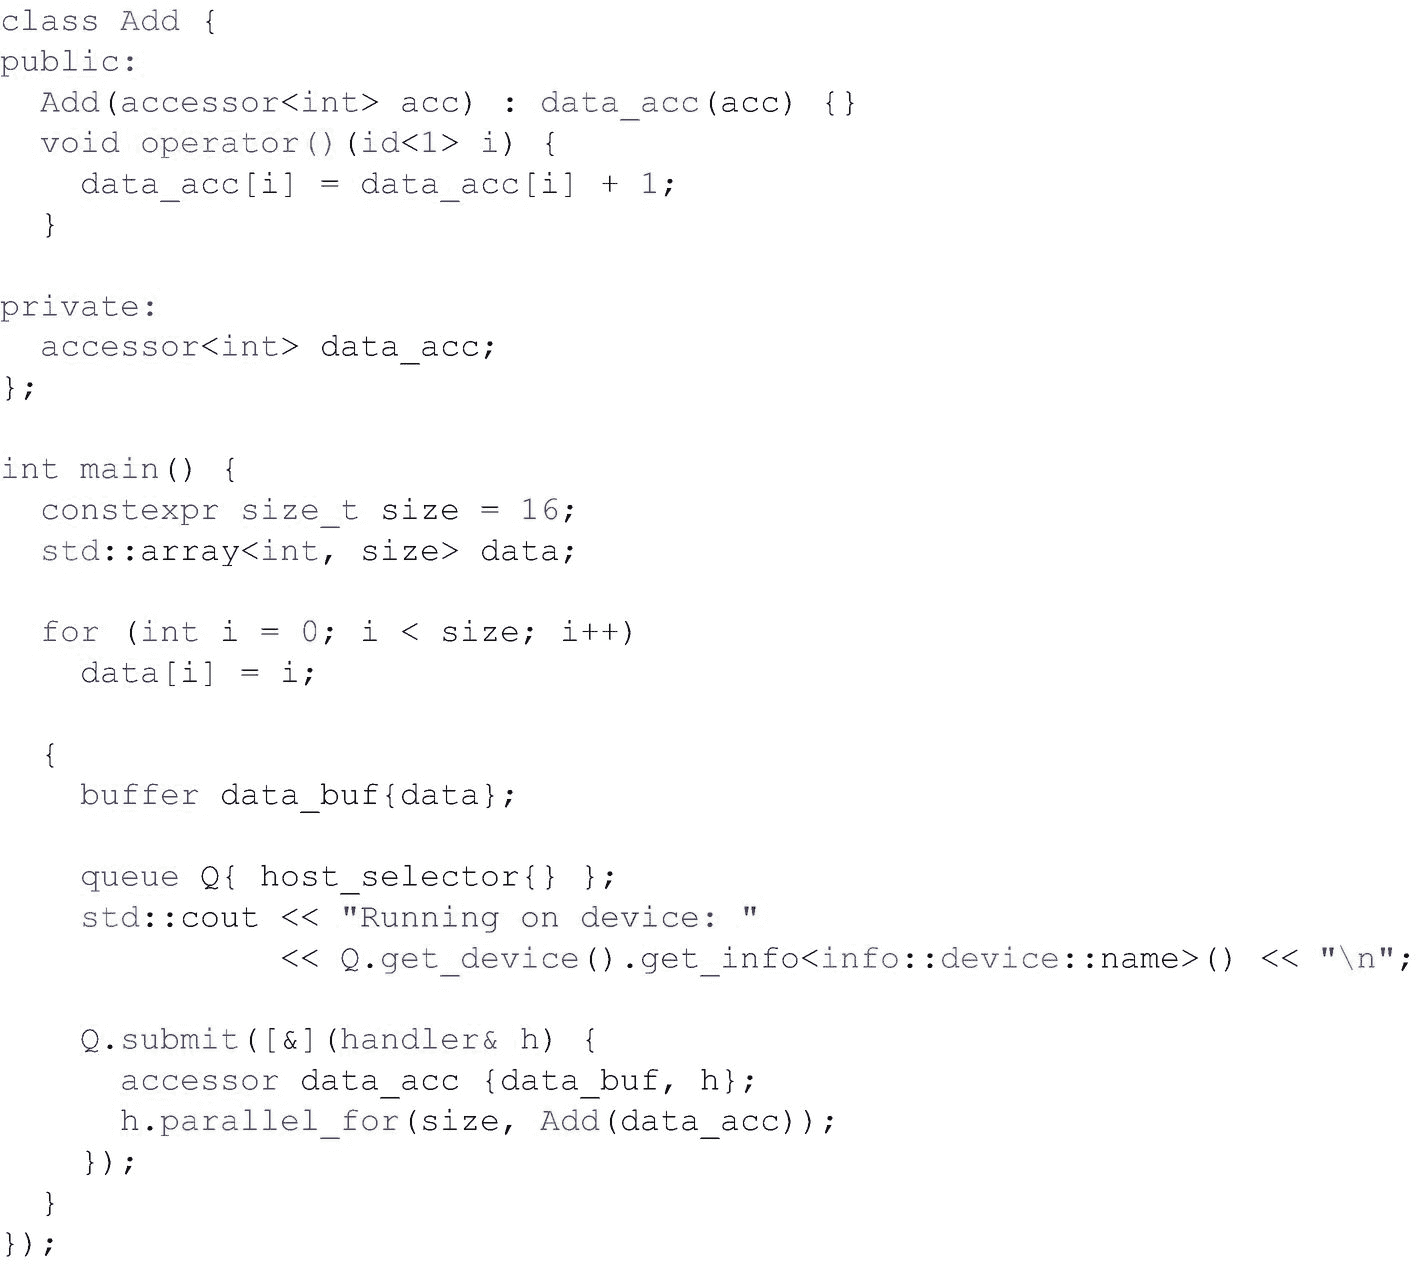 class Add {
public:
  Add(accessor<int> acc) : data_acc(acc) {}
  void operator()(id<1> i) {
    data_acc[i] = data_acc[i] + 1;
  }

private:
  accessor<int> data_acc;
};

int main() {
  constexpr size_t size = 16;
  std::array<int, size> data;

  for (int i = 0; i < size; i++)
    data[i] = i;

  {
    buffer data_buf{data};

    queue Q{ host_selector{} };
    std::cout << "Running on device: "
              << Q.get_device().get_info<info::device::name>() << "\n";

    Q.submit([&](handler& h) {
      accessor data_acc {data_buf, h};
      h.parallel_for(size, Add(data_acc));
    });
  }
});